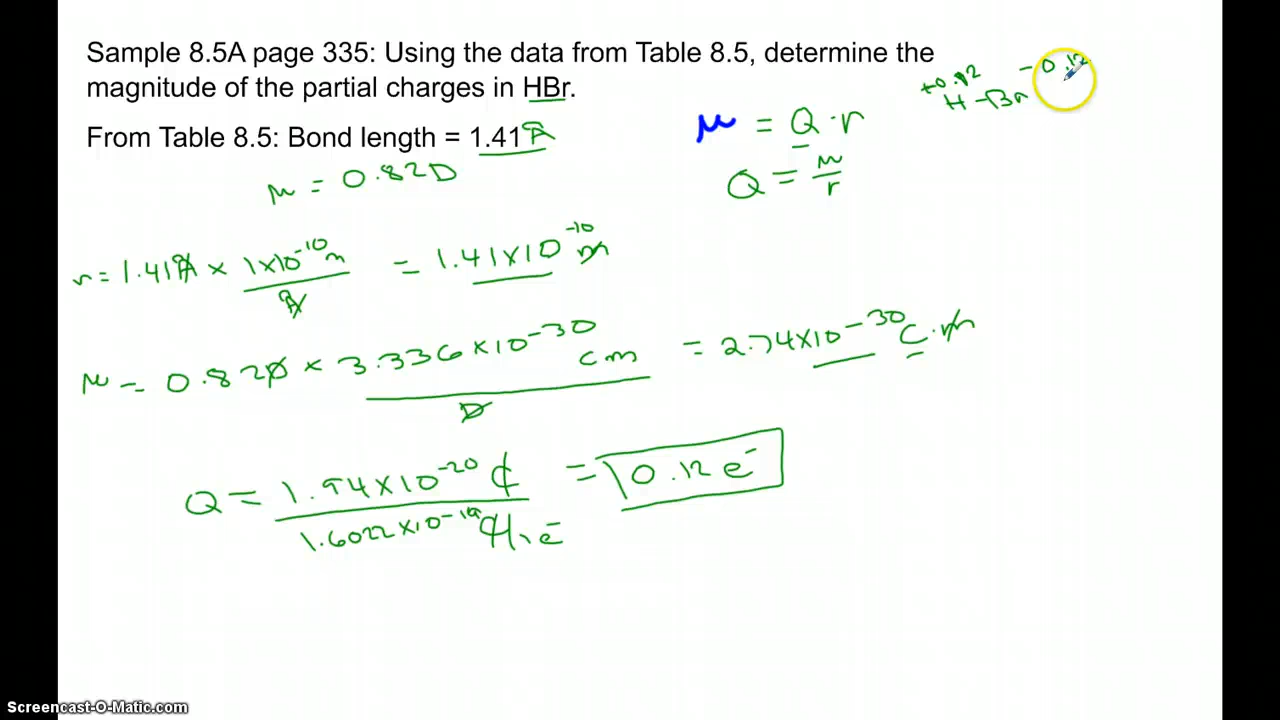 Sample 8.5A page 335: Using the data from Table 8.5, determine the
magnitude of the partial charges in HBr.
+0.12 -0.12
H-Br
From Table 8.5: Bond length = 1.41Å
μ = Q·r
μ = 0.82D
Q = μ/r
r = 1.41Å × 1×10⁻¹⁰m/Å = 1.41×10⁻¹⁰ m
μ = 0.82D × 3.336×10⁻³⁰ cm/D = 2.74×10⁻³⁰ C·m
Q = 1.94×10⁻²⁰ C/1.6022×10⁻¹⁹ C/1e⁻ = 0.12 e⁻
Screencast-O-Matic.com